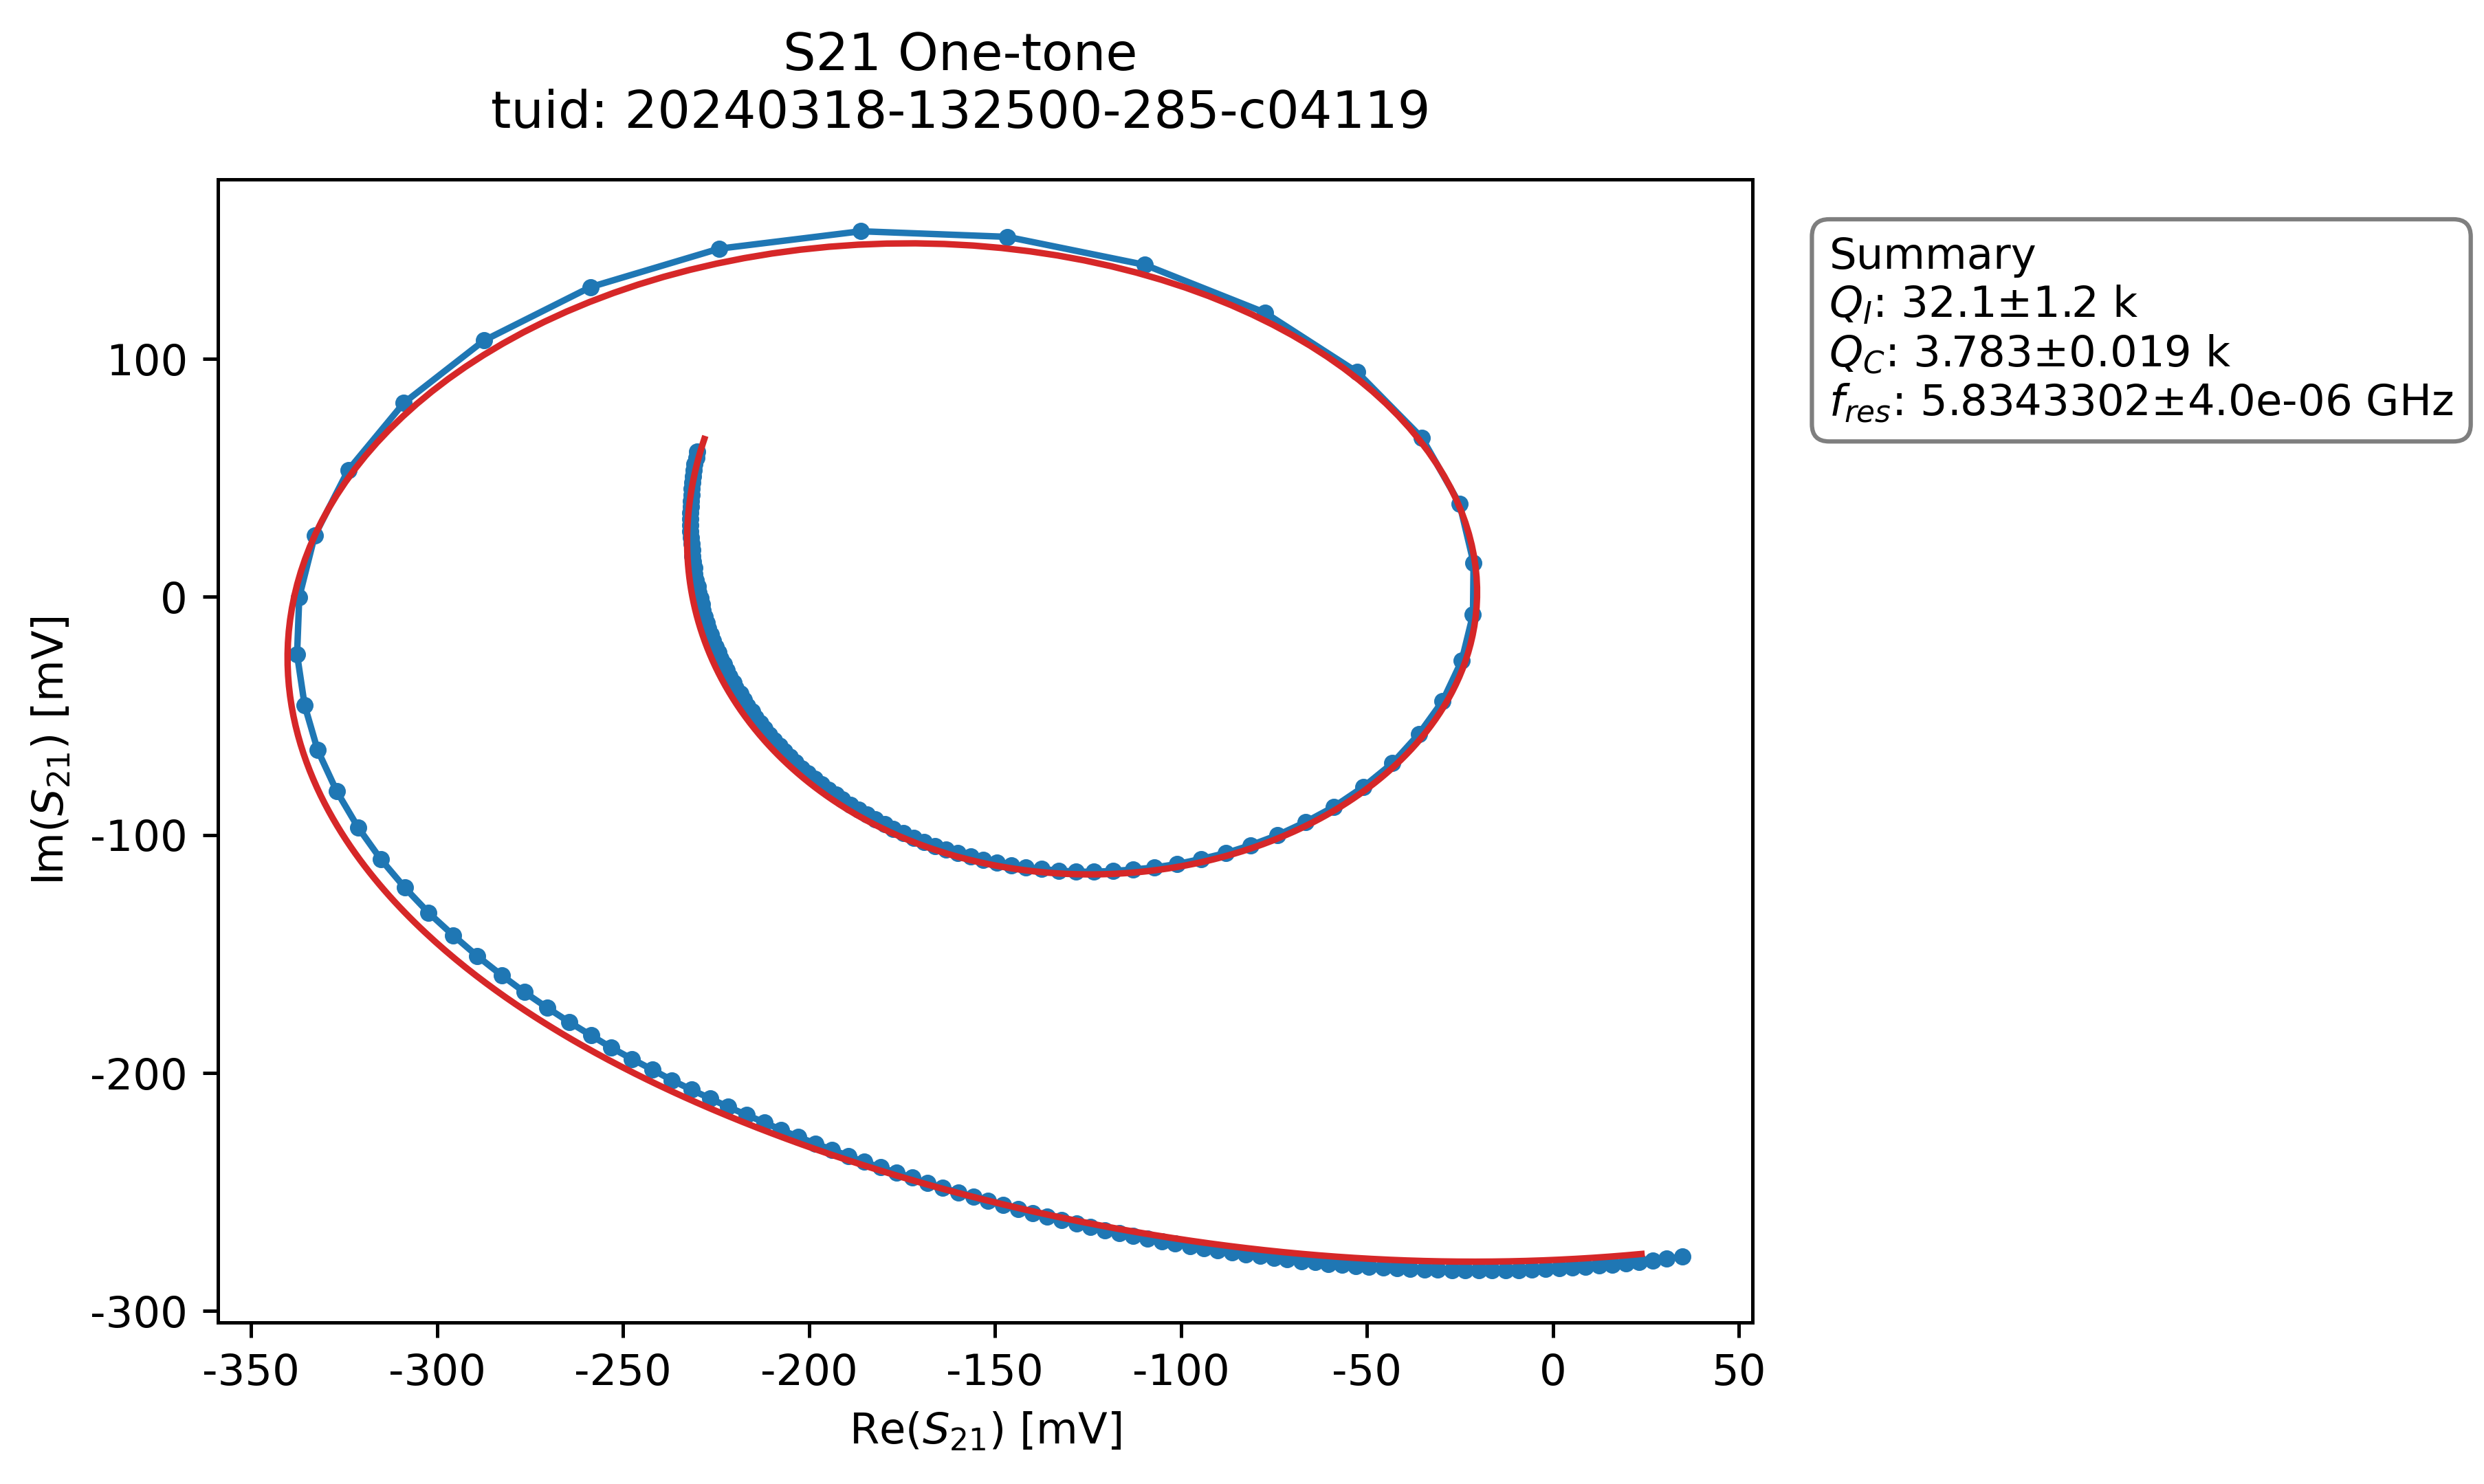 S21 One-tone
tuid: 20240318-132500-285-c04119
Summary
Q_I: 32.1±1.2 k
Q_C: 3.783±0.019 k
f_res: 5.8343302±4.0e-06 GHz
Im(S_21) [mV]
100
0
-100
-200
-300
-350 -300 -250 -200 -150 -100 -50 0 50
Re(S_21) [mV]